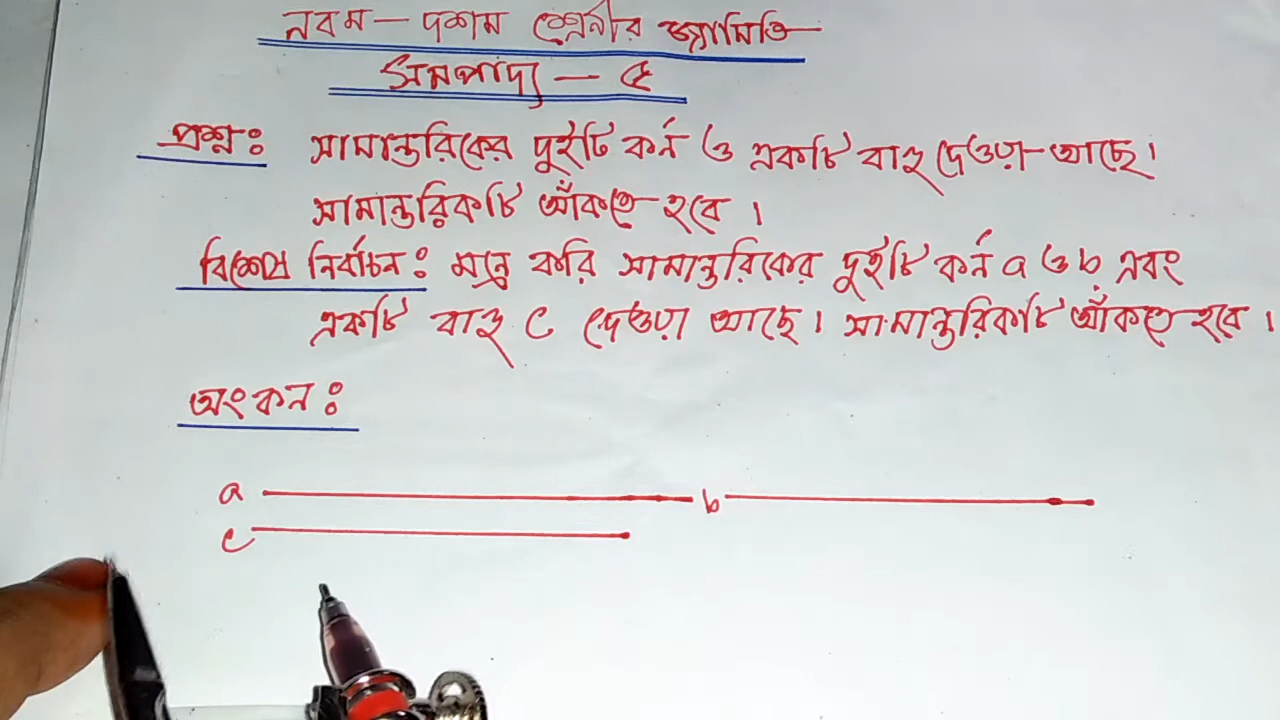 নবম - দশম শ্রেনীর জ্যামিতি
সমপাদ্য - ৫
প্রশ্ন: সামান্তরিকের দুইটি কর্ন ও একটি বাহু দেওয়া আছে।
সামান্তরিকটি আঁকতে হবে।
বিশেষ নির্বাচন: মনে করি সামান্তরিকের দুইটি কর্ন a ও b এবং
একটি বাহু c দেওয়া আছে। সামান্তরিকটি আঁকতে হবে।
অংকন:
a b
c